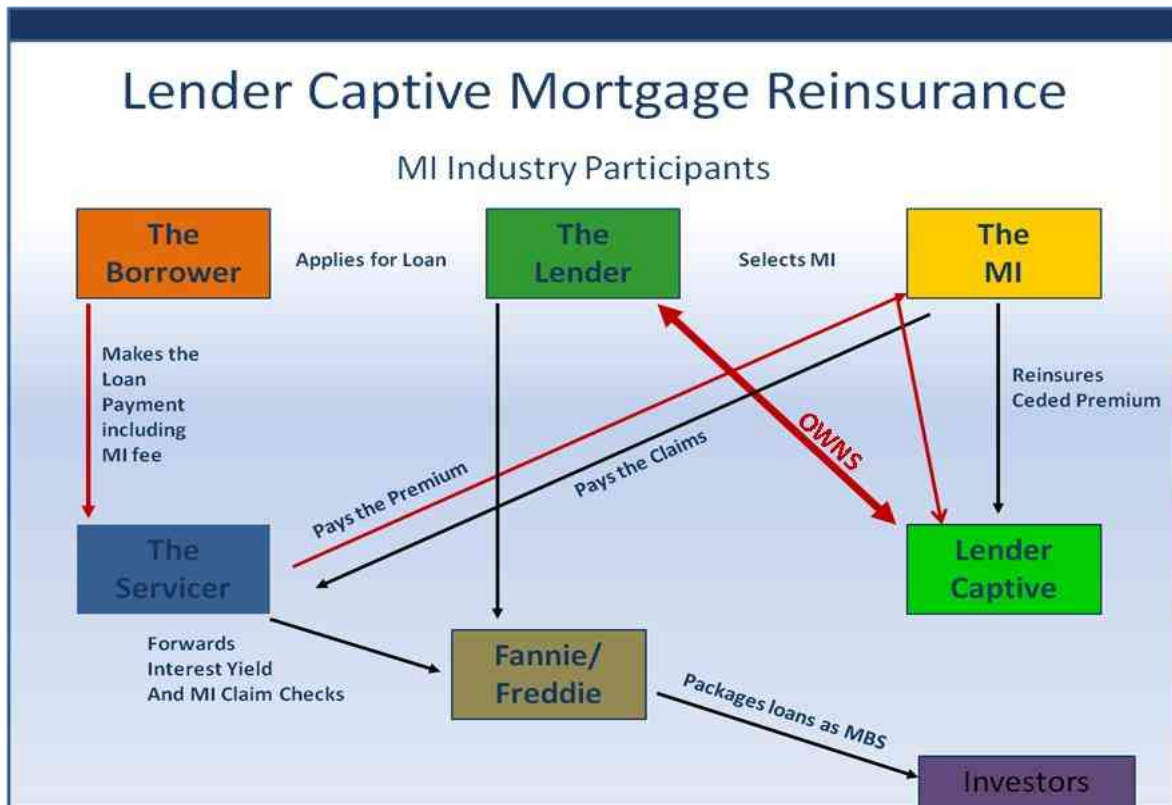 Lender Captive Mortgage Reinsurance
MI Industry Participants
The
Borrower
Applies for Loan
The
Lender
Selects MI
The
MI
Makes the
Loan
Payment
including
MI fee
Reinsures
Ceded Premium
OWNS
Pays the Premium
Pays the Claims
The
Servicer
Lender
Captive
Forwards
Interest Yield
And MI Claim Checks
Fannie/
Freddie
Packages loans as MBS
Investors